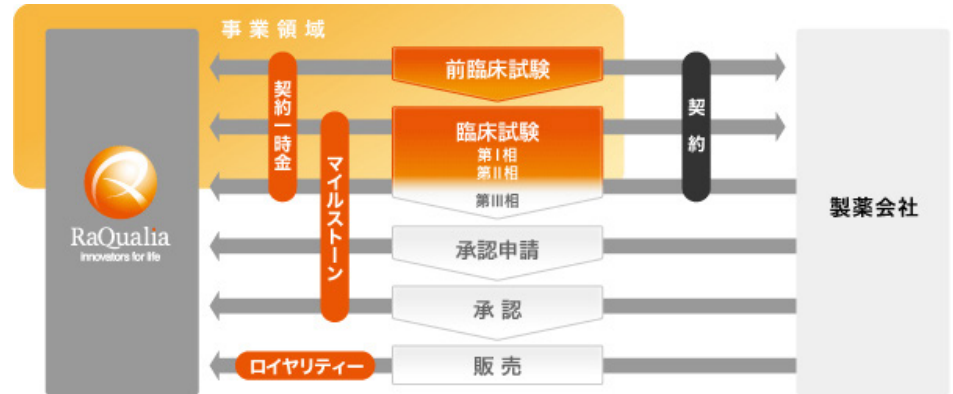 事業領域
前臨床試験
契約一時金
契約
臨床試験
第Ⅰ相
第Ⅱ相
第Ⅲ相
マイルストーン
RaQualia
innovators for life
製薬会社
承認申請
承認
ロイヤリティー
販売